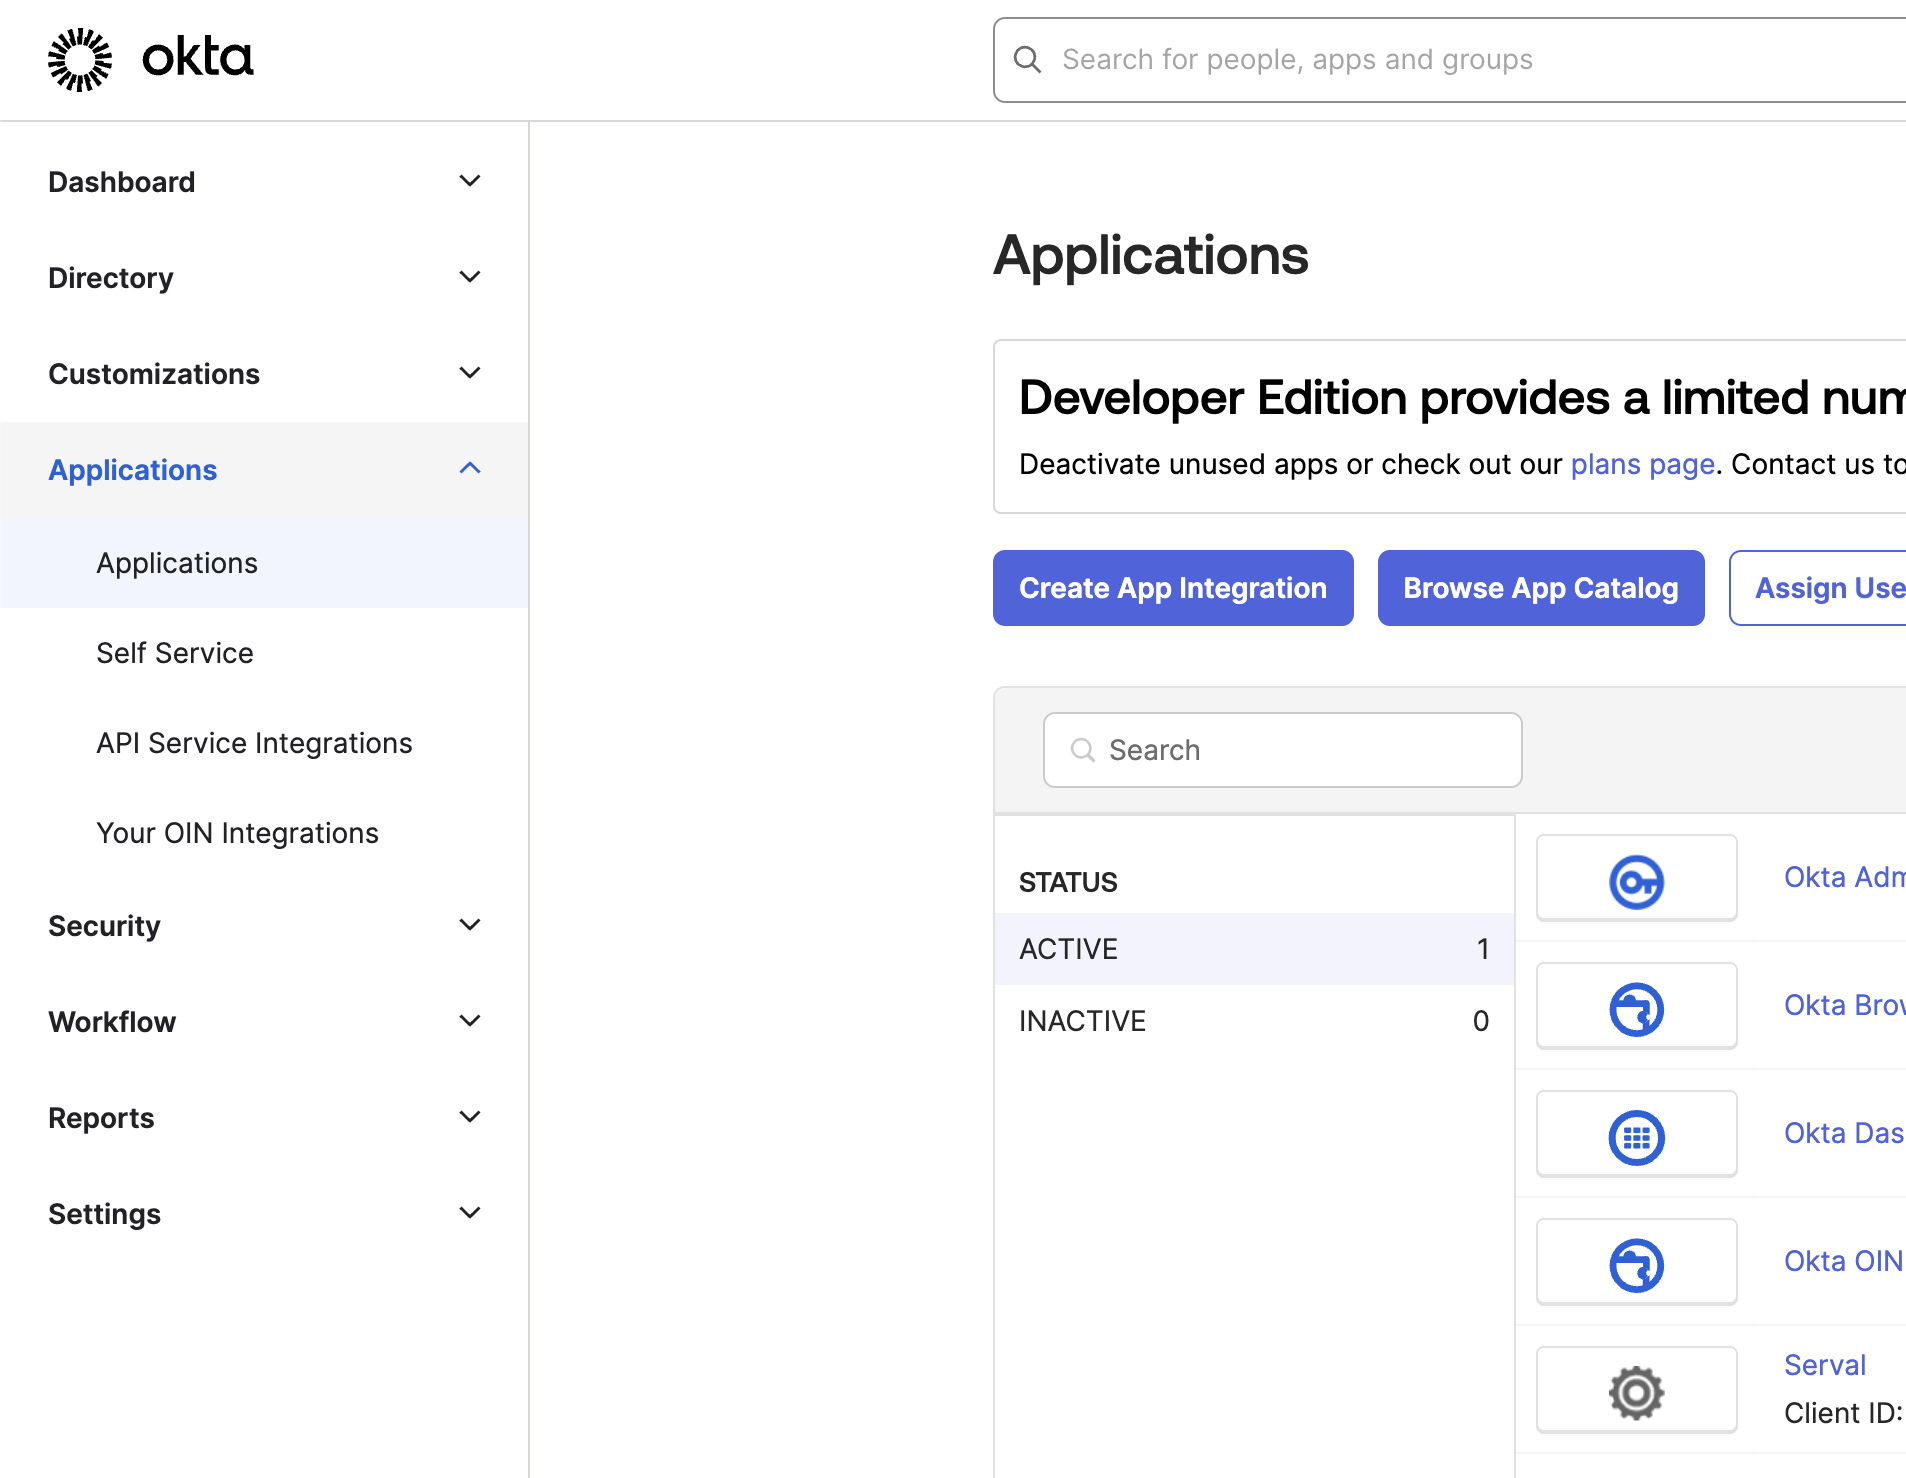 okta
Search for people, apps and groups
Dashboard
Directory
Customizations
Applications
Applications
Self Service
API Service Integrations
Your OIN Integrations
Security
Workflow
Reports
Settings
Applications
Developer Edition provides a limited num
Deactivate unused apps or check out our plans page. Contact us to
Create App Integration
Browse App Catalog
Assign Use
Search
STATUS
ACTIVE 1
INACTIVE 0
Okta Adm
Okta Brow
Okta Das
Okta OIN
Serval
Client ID: